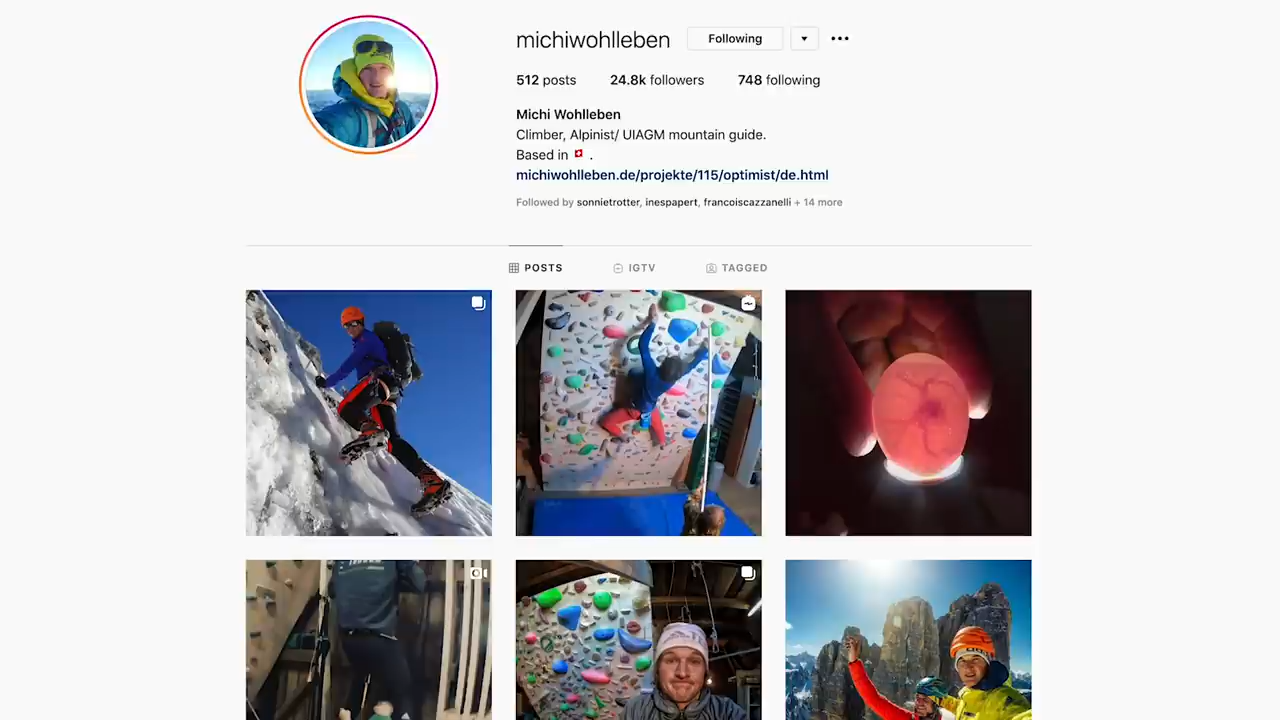 michiwohlleben Following
512 posts 24.8k followers 748 following
Michi Wohlleben
Climber, Alpinist/ UIAGM mountain guide.
Based in 🇨🇭 .
michiwohlleben.de/projekte/115/optimist/de.html
Followed by sonnietrotter, inespapert, francoiscazzanelli + 14 more
POSTS IGTV TAGGED